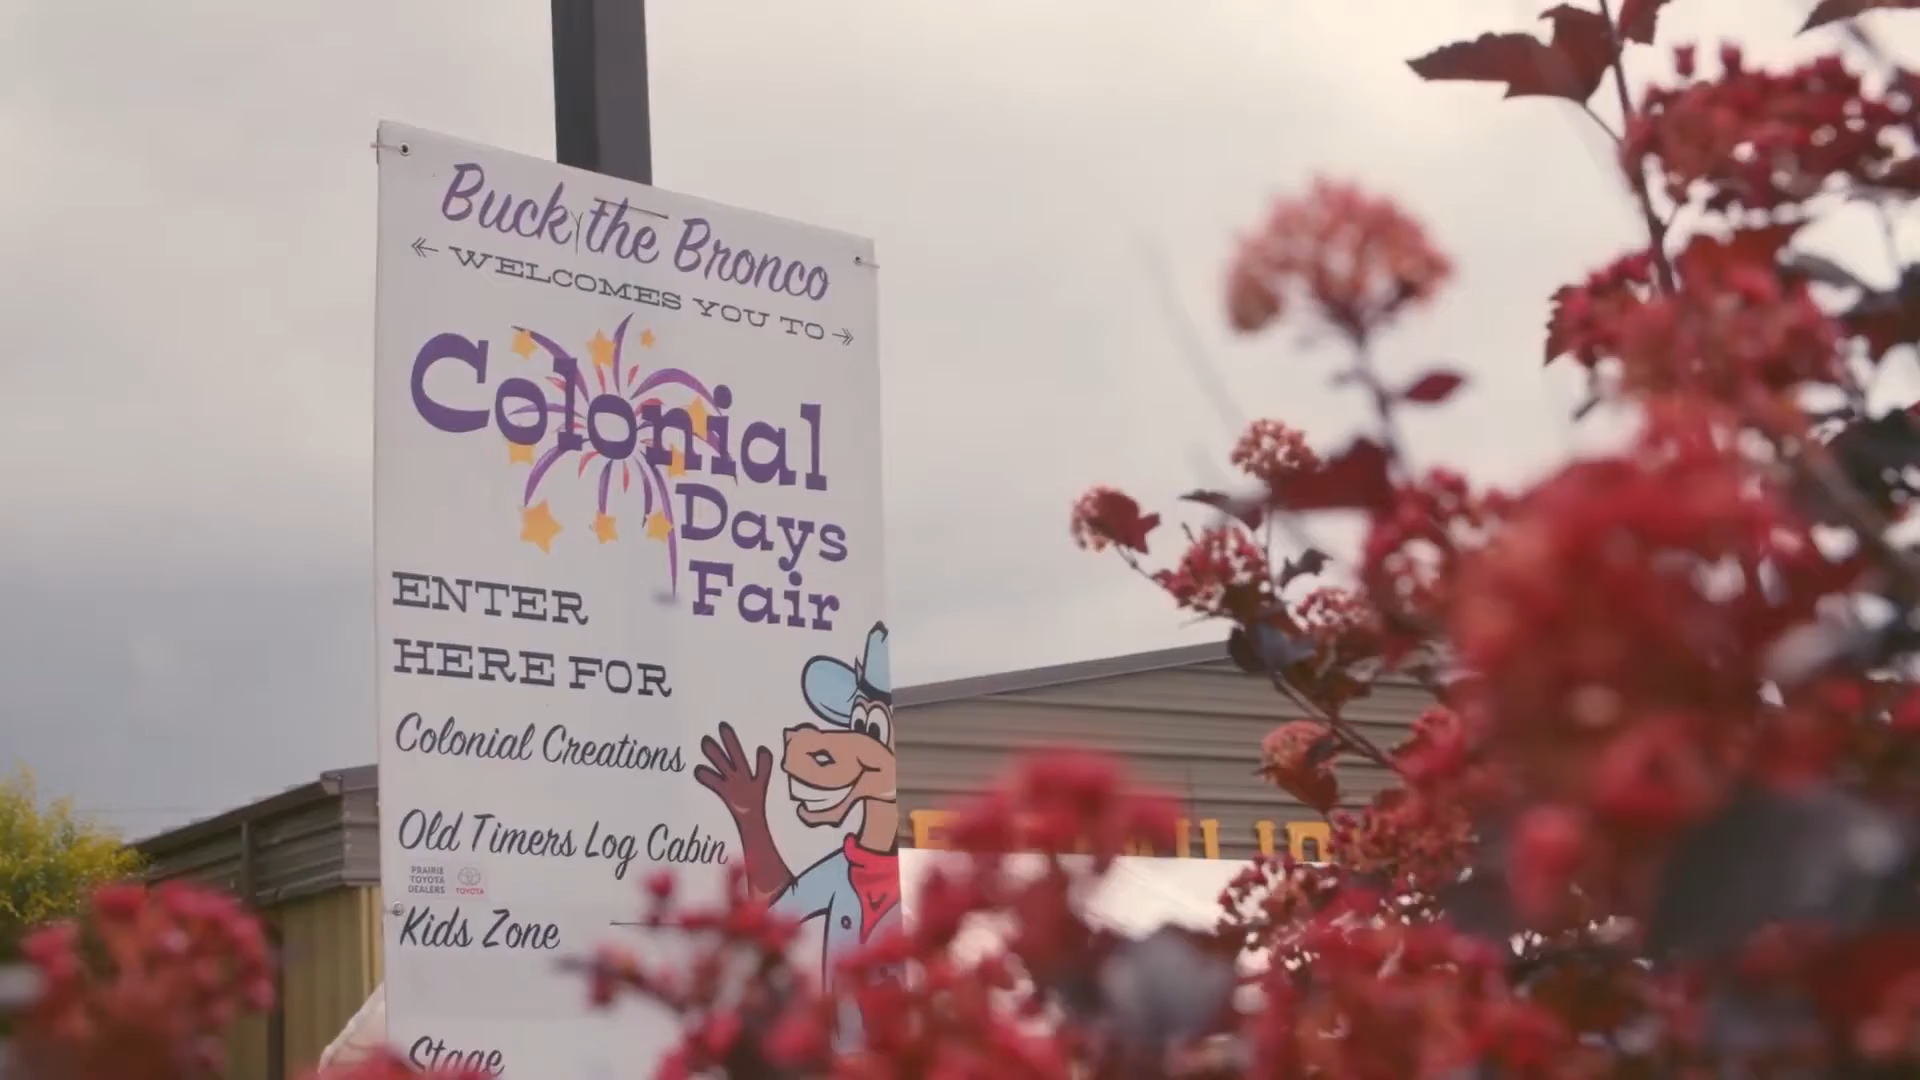 Buck the Bronco
WELCOMES YOU TO
Colonial
Days
Fair
ENTER
HERE FOR
Colonial Creations
Old Timers Log Cabin
PRAIRIE
TOYOTA
DEALERS
TOYOTA
Kids Zone
Stage